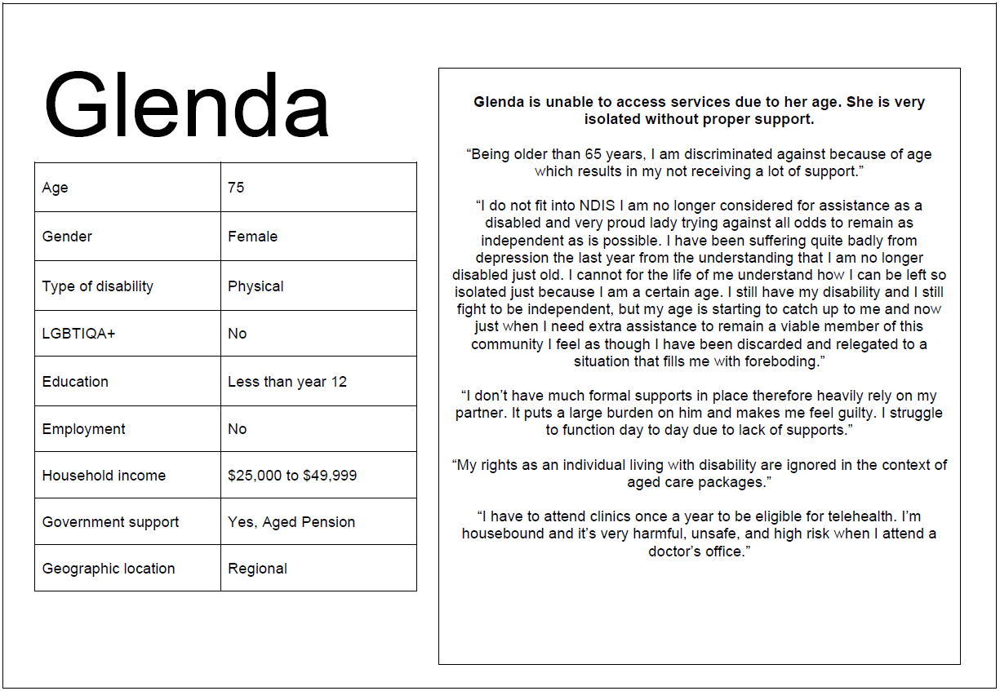 Glenda
Age 75
Gender Female
Type of disability Physical
LGBTIQA+ No
Education Less than year 12
Employment No
Household income $25,000 to $49,999
Government support Yes, Aged Pension
Geographic location Regional
Glenda is unable to access services due to her age. She is very
isolated without proper support.
“Being older than 65 years, I am discriminated against because of age
which results in my not receiving a lot of support.”
“I do not fit into NDIS I am no longer considered for assistance as a
disabled and very proud lady trying against all odds to remain as
independent as is possible. I have been suffering quite badly from
depression the last year from the understanding that I am no longer
disabled just old. I cannot for the life of me understand how I can be left so
isolated just because I am a certain age. I still have my disability and I still
fight to be independent, but my age is starting to catch up to me and now
just when I need extra assistance to remain a viable member of this
community I feel as though I have been discarded and relegated to a
situation that fills me with foreboding.”
“I don’t have much formal supports in place therefore heavily rely on my
partner. It puts a large burden on him and makes me feel guilty. I struggle
to function day to day due to lack of supports.”
“My rights as an individual living with disability are ignored in the context of
aged care packages.”
“I have to attend clinics once a year to be eligible for telehealth. I’m
housebound and it’s very harmful, unsafe, and high risk when I attend a
doctor’s office.”